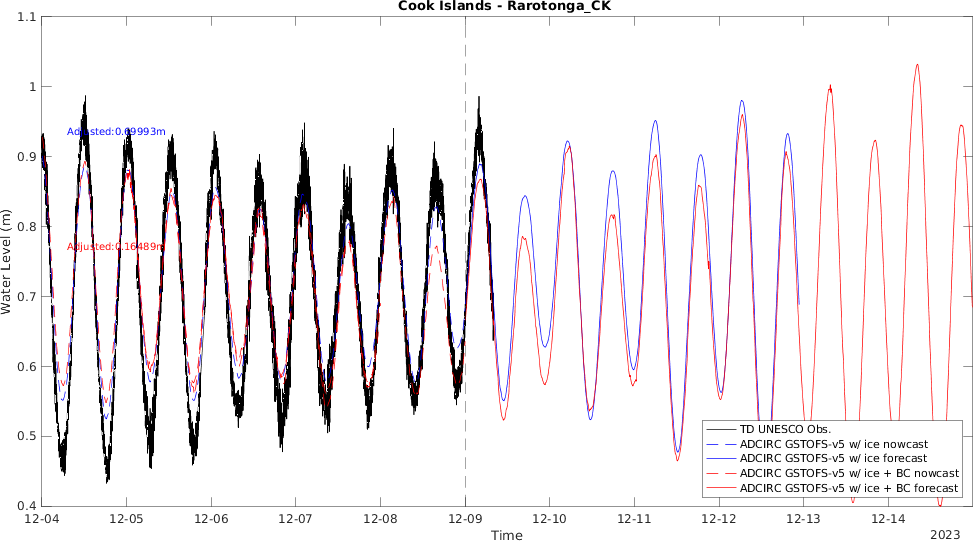 Cook Islands - Rarotonga_CK
Water Level (m)
1.1
1
0.9
0.8
0.7
0.6
0.5
0.4
Adjusted:0.69993m
Adjusted:0.16489m
TD UNESCO Obs.
ADCIRC GSTOFS-v5 w/ ice nowcast
ADCIRC GSTOFS-v5 w/ ice forecast
ADCIRC GSTOFS-v5 w/ ice + BC nowcast
ADCIRC GSTOFS-v5 w/ ice + BC forecast
12-04 12-05 12-06 12-07 12-08 12-09 12-10 12-11 12-12 12-13 12-14
Time
2023